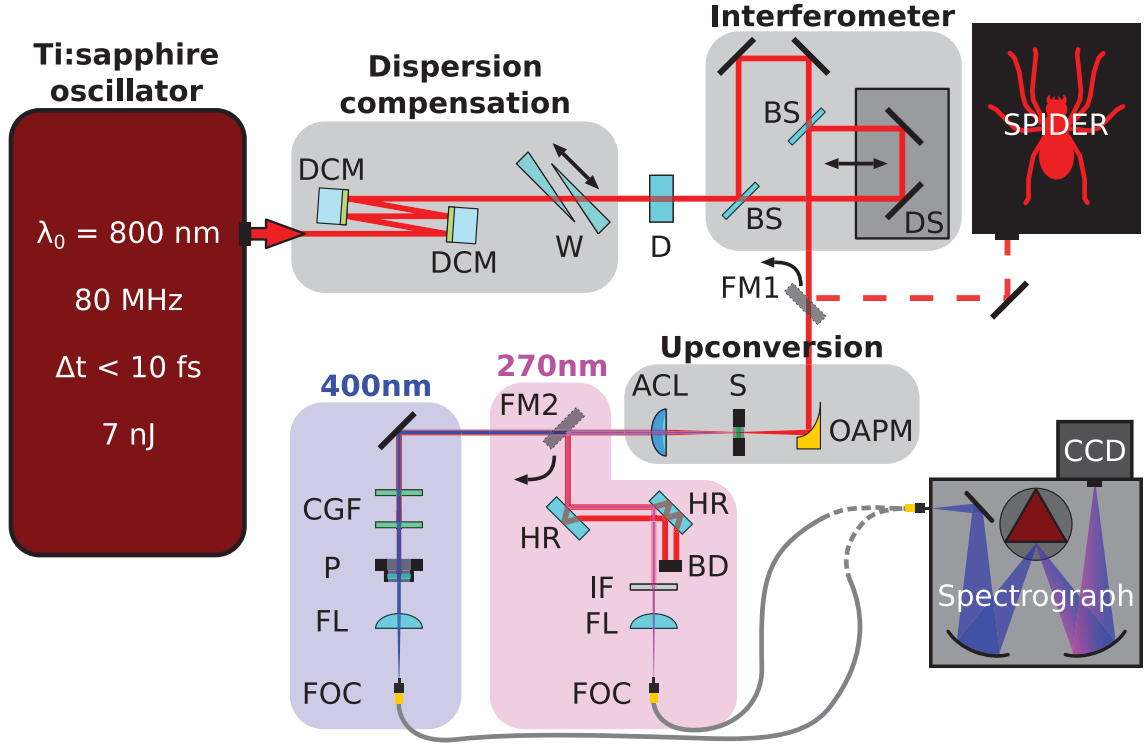 Ti:sapphire
oscillator
λ₀ = 800 nm
80 MHz
Δt < 10 fs
7 nJ
Dispersion
compensation
DCM
DCM
W
D
Interferometer
BS
BS
DS
SPIDER
FM1
Upconversion
ACL
S
OAPM
270nm
FM2
HR
HR
BD
IF
FL
FOC
400nm
CGF
P
FL
FOC
CCD
Spectrograph